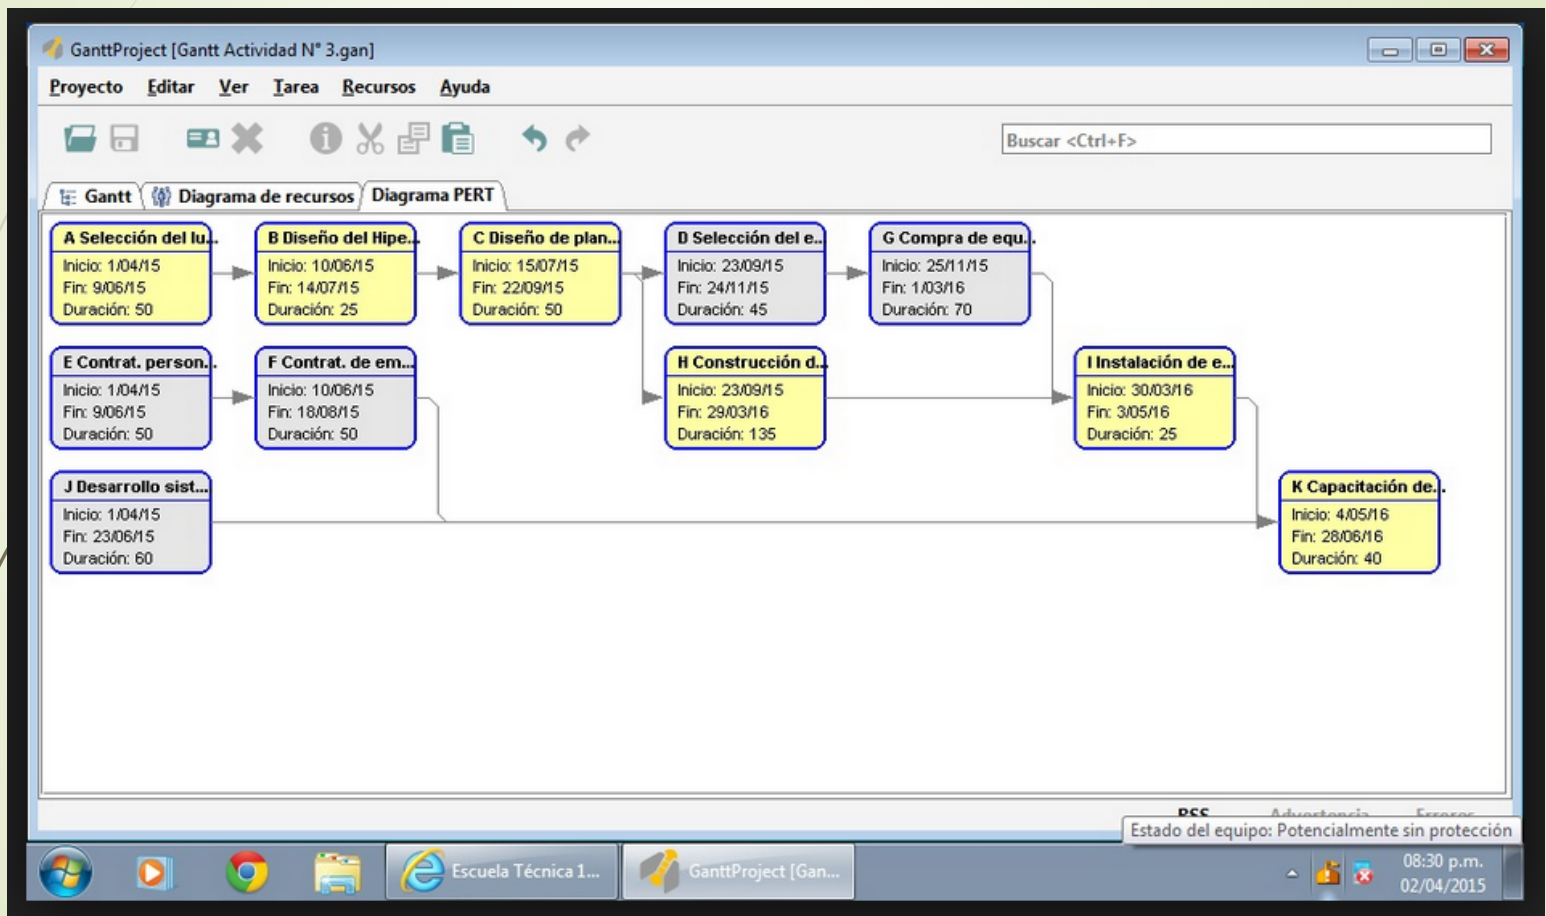 GanttProject [Gantt Actividad N° 3.gan]
Proyecto Editar Ver Tarea Recursos Ayuda
Buscar <Ctrl+F>
Gantt Diagrama de recursos Diagrama PERT
A Selección del lu...
Inicio: 1/04/15
Fin: 9/06/15
Duración: 50
B Diseño del Hipe...
Inicio: 10/06/15
Fin: 14/07/15
Duración: 25
C Diseño de plan...
Inicio: 15/07/15
Fin: 22/09/15
Duración: 50
D Selección del e...
Inicio: 23/09/15
Fin: 24/11/15
Duración: 45
G Compra de equ...
Inicio: 25/11/15
Fin: 1/03/16
Duración: 70
E Contrat. person...
Inicio: 1/04/15
Fin: 9/06/15
Duración: 50
F Contrat. de em...
Inicio: 10/06/15
Fin: 18/08/15
Duración: 50
H Construcción d...
Inicio: 23/09/15
Fin: 29/03/16
Duración: 135
I Instalación de e...
Inicio: 30/03/16
Fin: 3/05/16
Duración: 25
J Desarrollo sist...
Inicio: 1/04/15
Fin: 23/06/15
Duración: 60
K Capacitación de...
Inicio: 4/05/16
Fin: 28/06/16
Duración: 40
RSS Advertencia Errores
Estado del equipo: Potencialmente sin protección
Escuela Técnica 1... GanttProject [Gan...
08:30 p.m.
02/04/2015